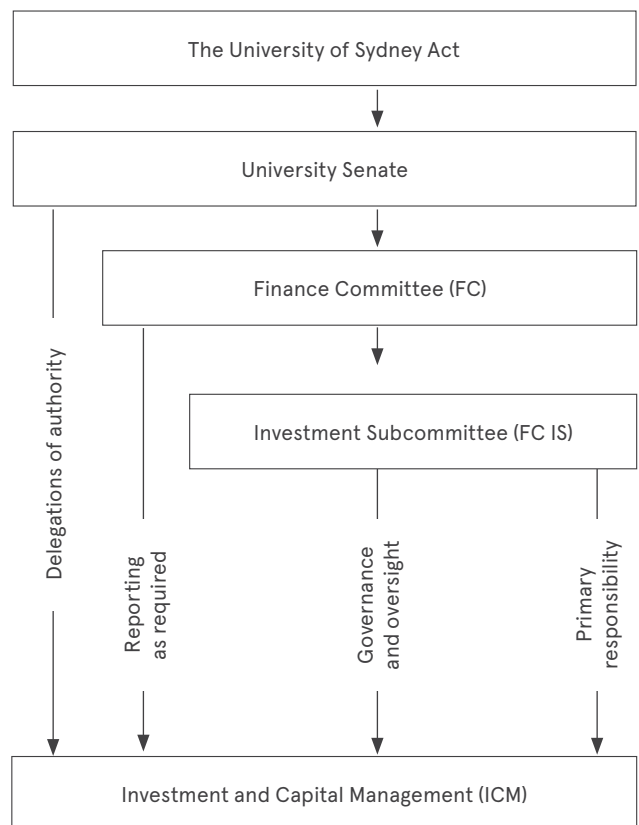 The University of Sydney Act
University Senate
Finance Committee (FC)
Investment Subcommittee (FC IS)
Delegations of authority
Reporting
as required
Governance
and oversight
Primary
responsibility
Investment and Capital Management (ICM)